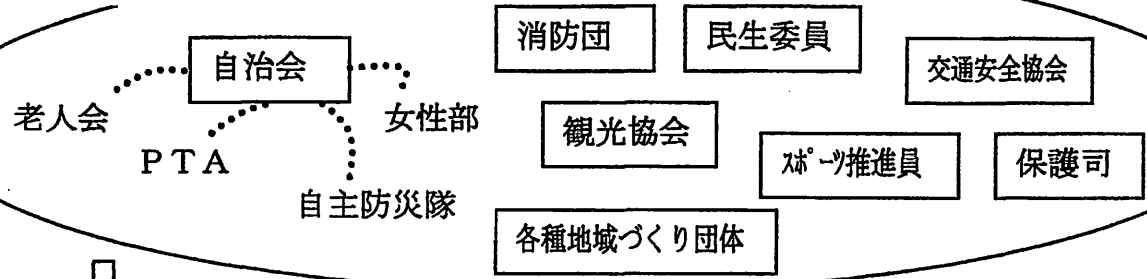 消防団
民生委員
自治会
交通安全協会
老人会
女性部
観光協会
PTA
スポーツ推進員
保護司
自主防災隊
各種地域づくり団体